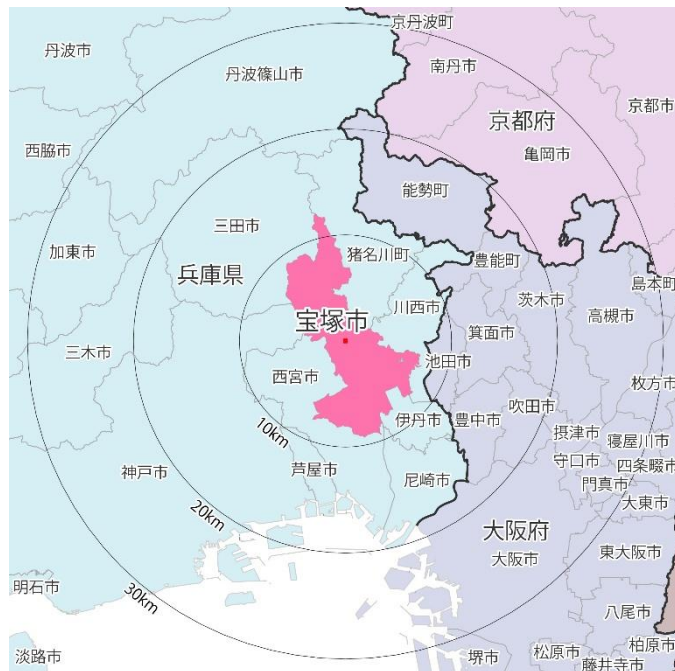 京丹波町
丹波市
南丹市
丹波篠山市
京都市
京都府
西脇市
亀岡市
能勢町
三田市
加東市
猪名川町
豊能町
兵庫県
島本町
茨木市
川西市
高槻市
宝塚市
箕面市
三木市
池田市
西宮市
枚方市
吹田市
伊丹市
豊中市
10km
摂津市
寝屋川市
守口市
四条畷市
芦屋市
神戸市
尼崎市
門真市
大東市
20km
大阪府
大阪市
東大阪市
明石市
30km
八尾市
柏原市
淡路市
堺市
松原市
藤井寺市